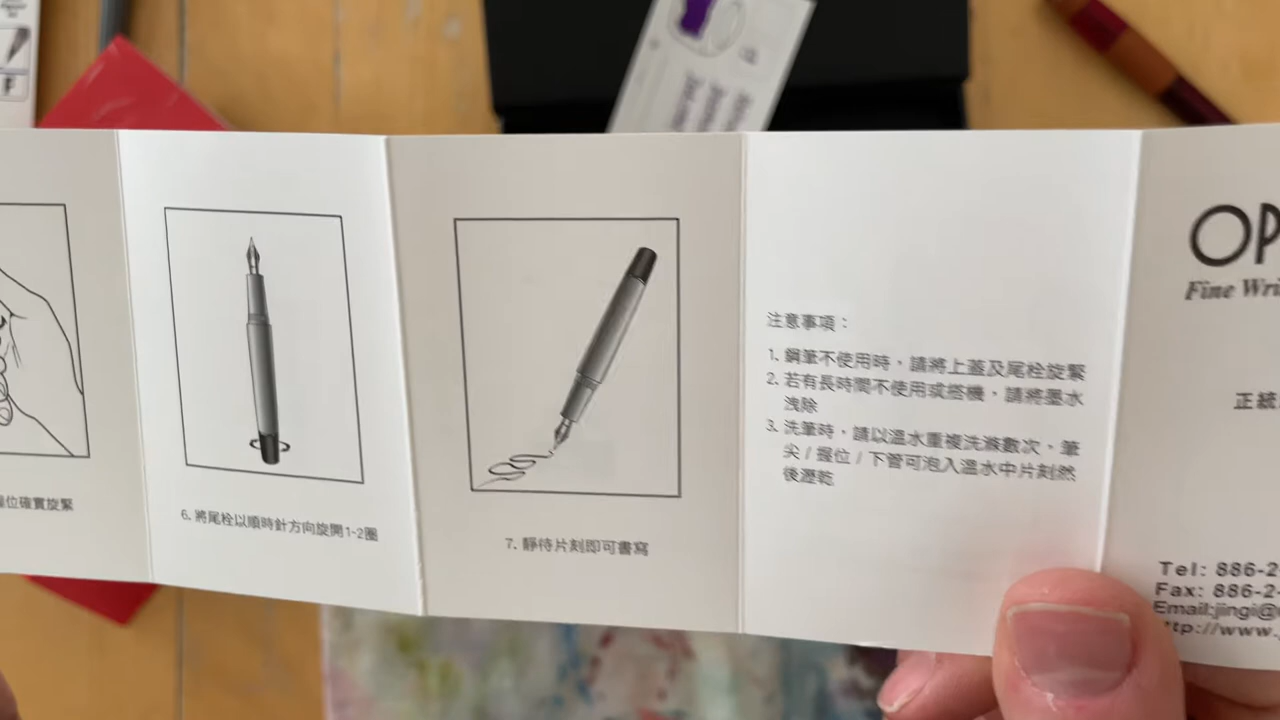 F
位確實旋緊
6. 將尾栓以順時針方向旋開1-2圈
7. 靜待片刻即可書寫
注意事項：
1. 鋼筆不使用時，請將上蓋及尾栓旋緊
2. 若有長時間不使用或搭機，請將墨水
洩除
3. 洗筆時，請以溫水重複洗滌數次，筆
尖 / 握位 / 下管可泡入溫水中片刻然
後瀝乾
OP
Fine Wri
正統
Tel: 886-2
Fax: 886-2
Email:jingi@
ttp://www.